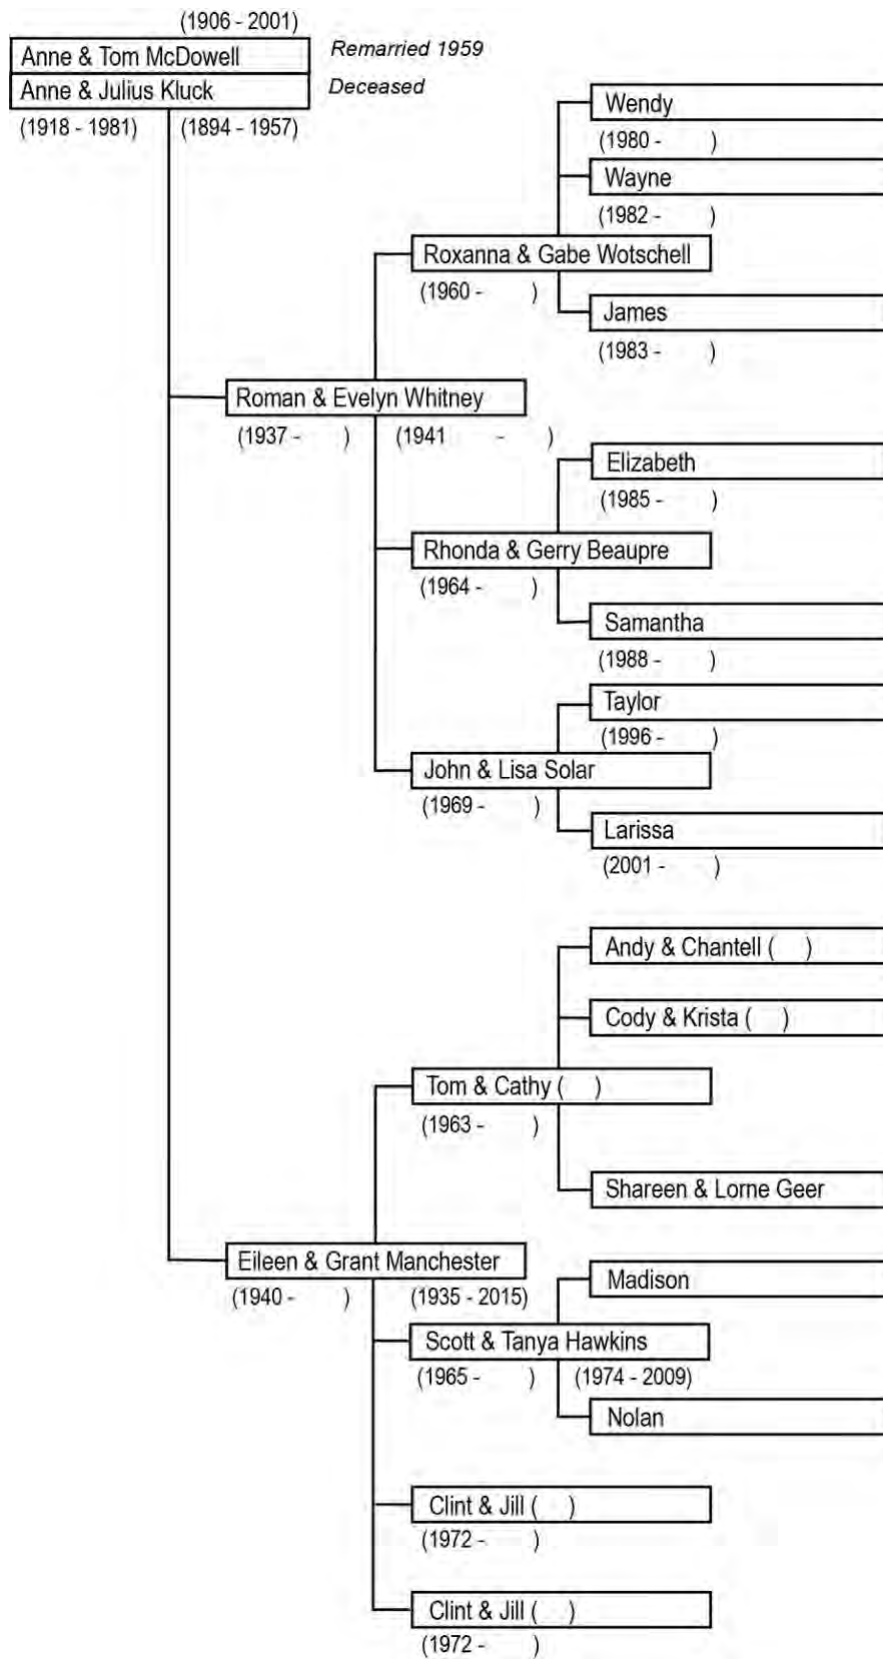 (1906 - 2001)
Anne & Tom McDowell Remarried 1959
Anne & Julius Kluck Deceased
(1918 - 1981) (1894 - 1957)
Wendy
(1980 - )
Wayne
(1982 - )
Roxanna & Gabe Wotschell
(1960 - )
James
(1983 - )
Roman & Evelyn Whitney
(1937 - ) (1941 - )
Elizabeth
(1985 - )
Rhonda & Gerry Beaupre
(1964 - )
Samantha
(1988 - )
Taylor
(1996 - )
John & Lisa Solar
(1969 - )
Larissa
(2001 - )
Andy & Chantell ( )
Cody & Krista ( )
Tom & Cathy ( )
(1963 - )
Shareen & Lorne Geer
Eileen & Grant Manchester
(1940 - ) (1935 - 2015)
Madison
Scott & Tanya Hawkins
(1965 - ) (1974 - 2009)
Nolan
Clint & Jill ( )
(1972 - )
Clint & Jill ( )
(1972 - )